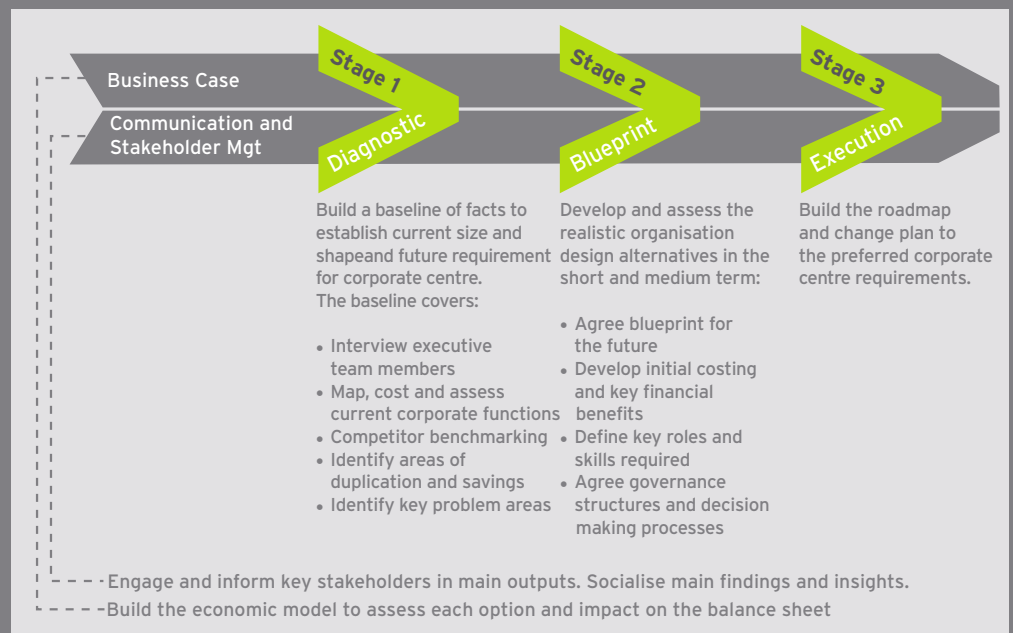 Business Case
Communication and
Stakeholder Mgt
Stage 1
Diagnostic
Build a baseline of facts to
establish current size and
shapeand future requirement
for corporate centre.
The baseline covers:
• Interview executive
team members
• Map, cost and assess
current corporate functions
• Competitor benchmarking
• Identify areas of
duplication and savings
• Identify key problem areas
Stage 2
Blueprint
Develop and assess the
realistic organisation
design alternatives in the
short and medium term:
• Agree blueprint for
the future
• Develop initial costing
and key financial
benefits
• Define key roles and
skills required
• Agree governance
structures and decision
making processes
Stage 3
Execution
Build the roadmap
and change plan to
the preferred corporate
centre requirements.
Engage and inform key stakeholders in main outputs. Socialise main findings and insights.
Build the economic model to assess each option and impact on the balance sheet